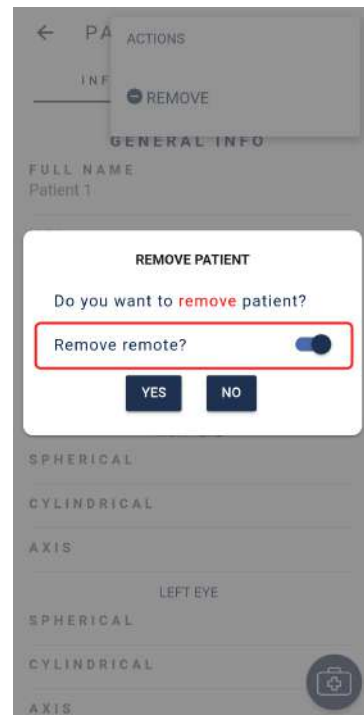 PA
ACTIONS
INF
REMOVE
GENERAL INFO
FULL NAME
Patient 1
REMOVE PATIENT
Do you want to remove patient?
Remove remote?
YES
NO
SPHERICAL
CYLINDRICAL
AXIS
LEFT EYE
SPHERICAL
CYLINDRICAL
AXIS